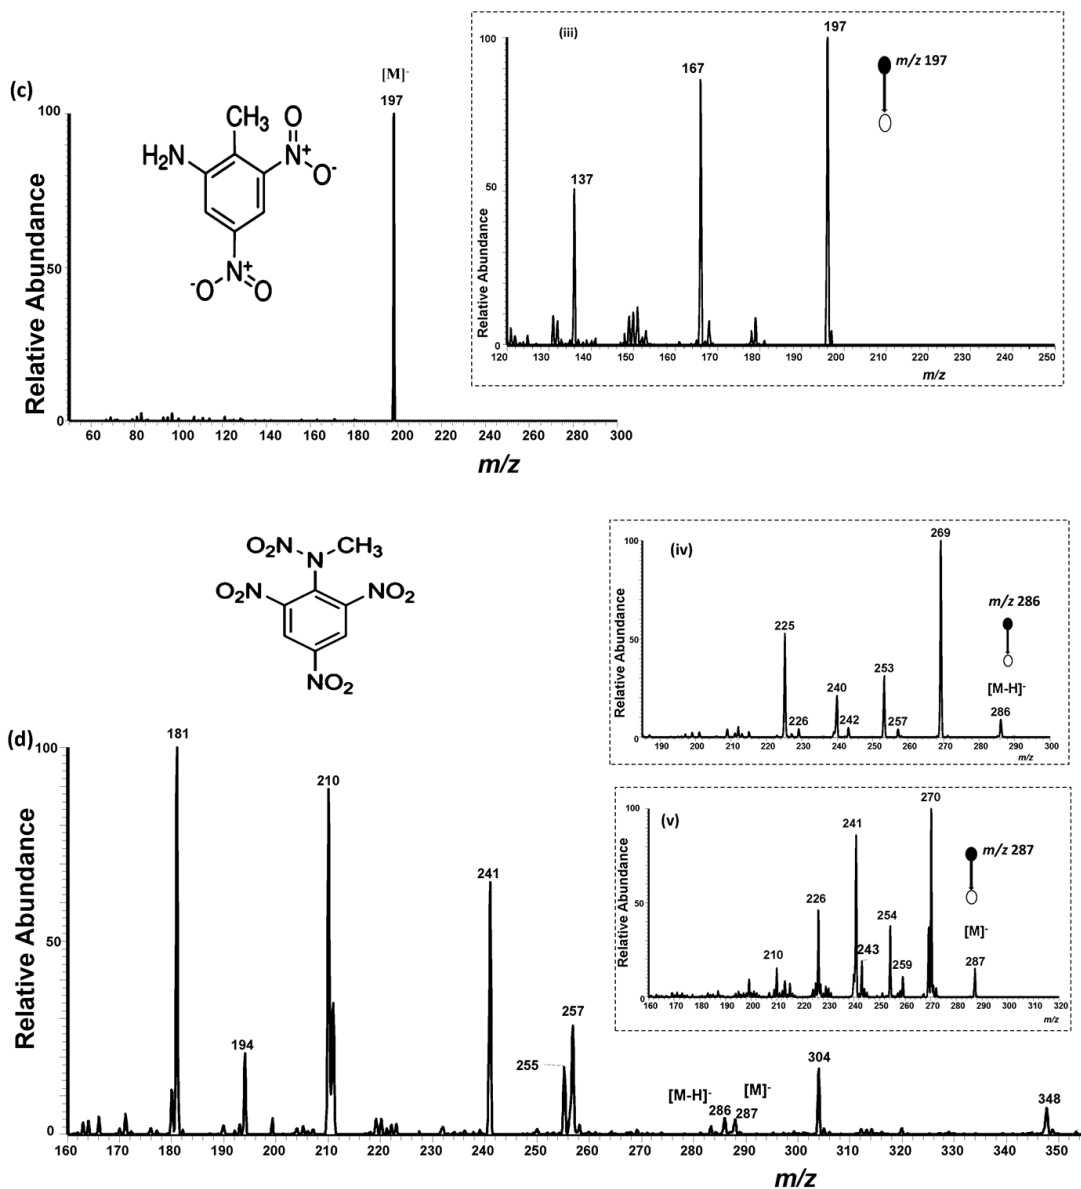 (c)
[M]-
197
100
50
0
Relative Abundance
CH3
H2N
O
N+
O-
-O
N+
O
60 80 100 120 140 160 180 200 220 240 260 280 300
m/z
(iii)
197
m/z 197
167
137
100
50
0
Relative Abundance
120 130 140 150 160 170 180 190 200 210 220 230 240 250
m/z
O2N
N
CH3
O2N
NO2
NO2
(iv)
269
m/z 286
[M-H]-
286
225
226
240
242
253
257
100
50
0
Relative Abundance
190 200 210 220 230 240 250 260 270 280 290 300
m/z
(v)
270
m/z 287
[M]-
287
241
226
254
243
259
210
100
50
0
Relative Abundance
160 170 180 190 200 210 220 230 240 250 260 270 280 290 300 310 320
m/z
(d)
181
210
194
241
255
257
[M-H]-
286
[M]-
287
304
348
100
50
0
Relative Abundance
160 170 180 190 200 210 220 230 240 250 260 270 280 290 300 310 320 330 340 350
m/z